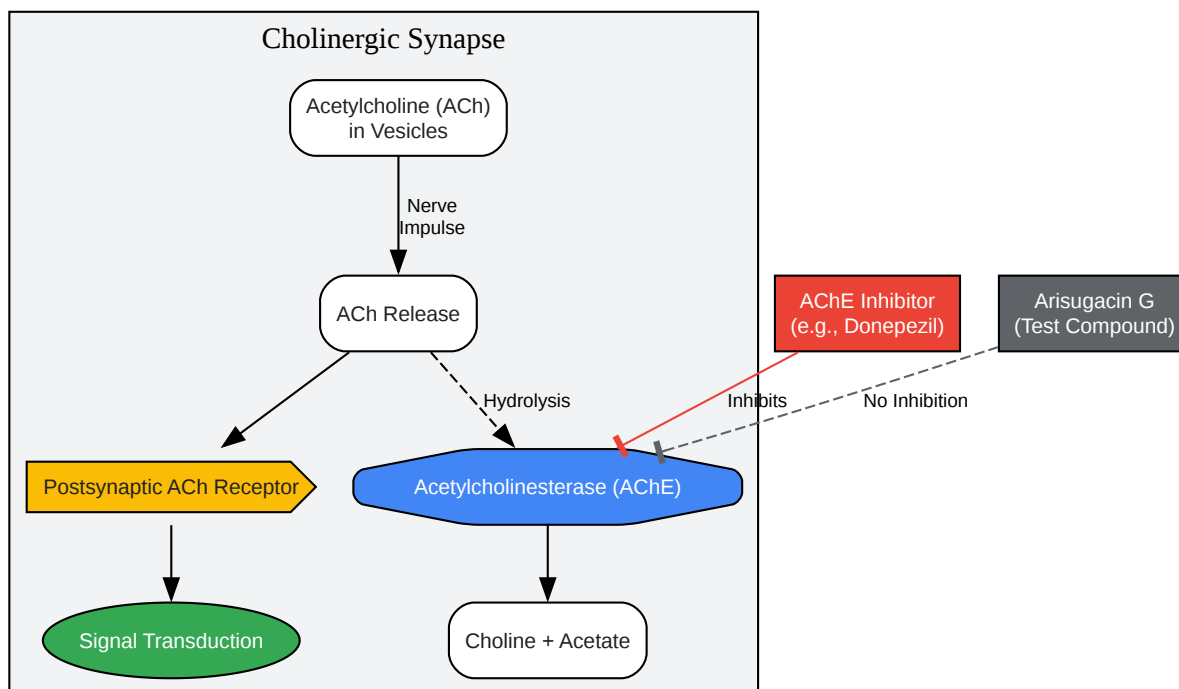 Cholinergic Synapse
Acetylcholine (ACh)
in Vesicles
Nerve
Impulse
ACh Release
AChE Inhibitor
(e.g., Donepezil)
Arisugacin G
(Test Compound)
Hydrolysis
Inhibits
No Inhibition
Postsynaptic ACh Receptor
Acetylcholinesterase (AChE)
Signal Transduction
Choline + Acetate